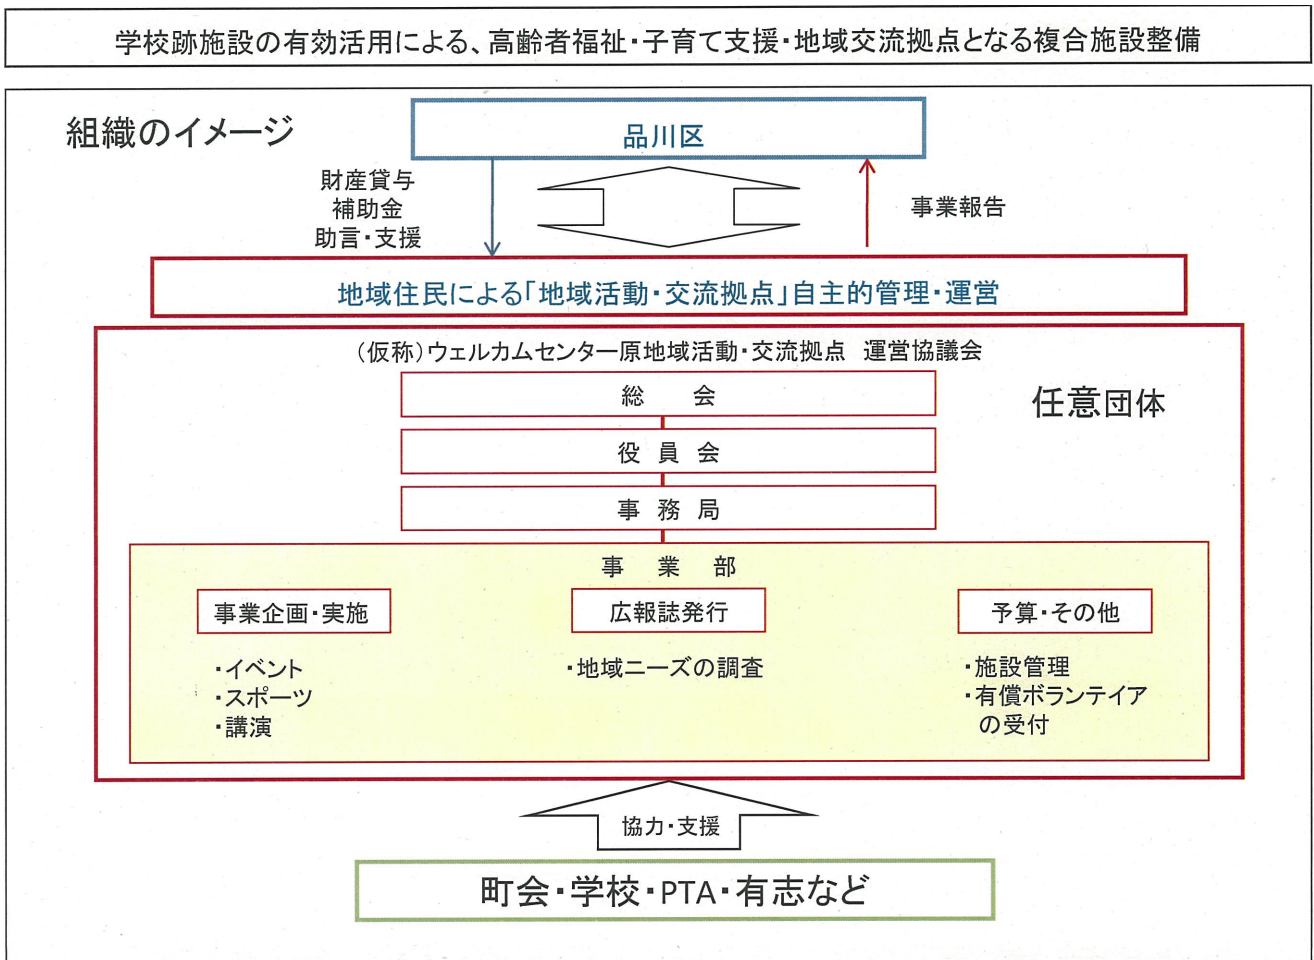 学校跡施設の有効活用による、高齢者福祉・子育て支援・地域交流拠点となる複合施設整備
組織のイメージ
品川区
財産貸与
補助金
助言・支援
事業報告
地域住民による「地域活動・交流拠点」自主的管理・運営
（仮称）ウェルカムセンター原地域活動・交流拠点　運営協議会
任意団体
総　会
役 員 会
事 務 局
事　業　部
事業企画・実施
・イベント
・スポーツ
・講演
広報誌発行
・地域ニーズの調査
予算・その他
・施設管理
・有償ボランテイア
の受付
協力・支援
町会・学校・PTA・有志など